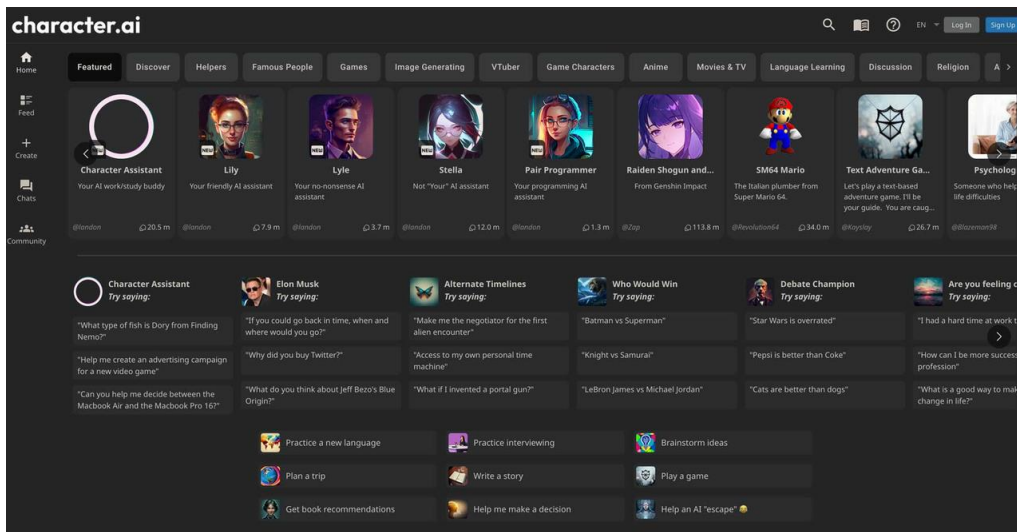 character.ai
EN
Log In
Sign Up
Home
Feed
Create
Chats
Community
Featured
Discover
Helpers
Famous People
Games
Image Generating
VTuber
Game Characters
Anime
Movies & TV
Language Learning
Discussion
Religion
A
NEW
Character Assistant
Your AI work/study buddy
@landon
20.5 m
NEW
Lily
Your friendly AI assistant
@landon
7.9 m
NEW
Lyle
Your no-nonsense AI
assistant
@landon
3.7 m
NEW
Stella
Not "Your" AI assistant
@landon
12.0 m
NEW
Pair Programmer
Your programming AI
assistant
@landon
1.3 m
Raiden Shogun and...
From Genshin Impact
@Zap
113.8 m
SM64 Mario
The Italian plumber from
Super Mario 64.
@Revolution64
34.0 m
Text Adventure Ga...
Let's play a text-based
adventure game. I'll be
your guide. You are caug...
@Kayslay
26.7 m
Psycholog
Someone who help
life difficulties
@Blazeman98
Character Assistant
Try saying:
"What type of fish is Dory from Finding
Nemo?"
"Help me create an advertising campaign
for a new video game"
"Can you help me decide between the
Macbook Air and the Macbook Pro 16?"
Elon Musk
Try saying:
"If you could go back in time, when and
where would you go?"
"Why did you buy Twitter?"
"What do you think about Jeff Bezo's Blue
Origin?"
Alternate Timelines
Try saying:
"Make me the negotiator for the first
alien encounter"
"Access to my own personal time
machine"
"What if I invented a portal gun?"
Who Would Win
Try saying:
"Batman vs Superman"
"Knight vs Samurai"
"LeBron James vs Michael Jordan"
Debate Champion
Try saying:
"Star Wars is overrated"
"Pepsi is better than Coke"
"Cats are better than dogs"
Are you feeling o
Try saying:
"I had a hard time at work t
"How can I be more success
profession"
"What is a good way to mak
change in life?"
Practice a new language
Practice interviewing
Brainstorm ideas
Plan a trip
Write a story
Play a game
Get book recommendations
Help me make a decision
Help an AI "escape" 😂